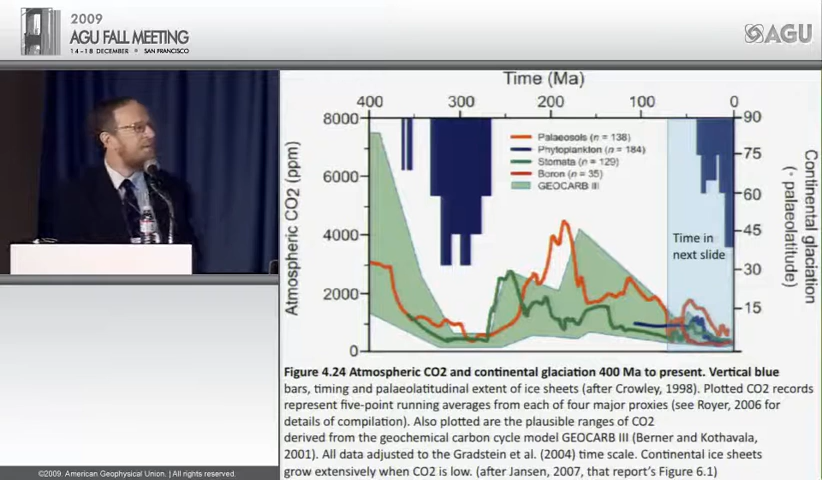 2009
AGU FALL MEETING
14-18 DECEMBER • SAN FRANCISCO
AGU
Time (Ma)
400 300 200 100 0
8000
6000
4000
2000
0
Atmospheric CO2 (ppm)
90
75
60
45
30
15
Continental glaciation
(° palaeolatitude)
Palaeosols (n = 138)
Phytoplankton (n = 184)
Stomata (n = 129)
Boron (n = 35)
GEOCARB III
Time in
next slide
Figure 4.24 Atmospheric CO2 and continental glaciation 400 Ma to present. Vertical blue
bars, timing and palaeolatitudinal extent of ice sheets (after Crowley, 1998). Plotted CO2 records
represent five-point running averages from each of four major proxies (see Royer, 2006 for
details of compilation). Also plotted are the plausible ranges of CO2
derived from the geochemical carbon cycle model GEOCARB III (Berner and Kothavala,
2001). All data adjusted to the Gradstein et al. (2004) time scale. Continental ice sheets
grow extensively when CO2 is low. (after Jansen, 2007, that report's Figure 6.1)
©2009. American Geophysical Union. | All rights reserved.